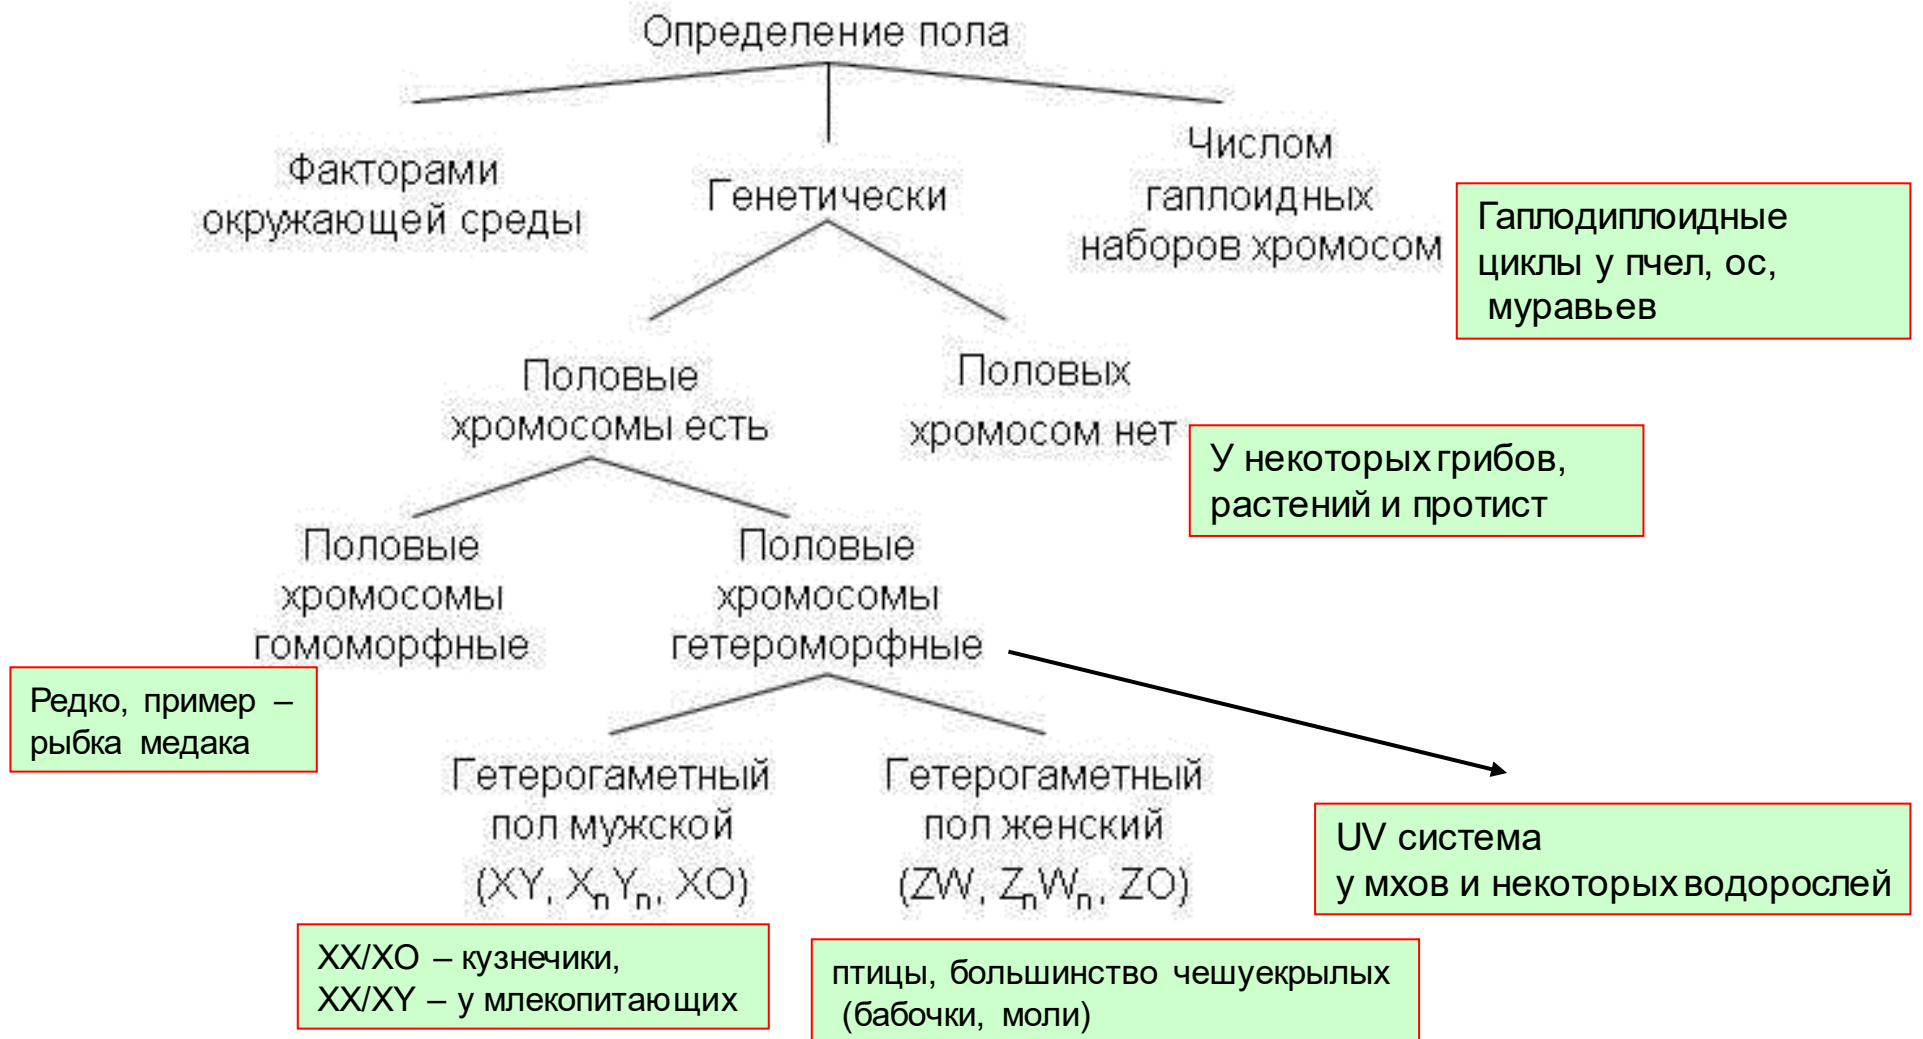 Определение пола
Факторами
окружающей среды
Генетически
Числом
гаплоидных
наборов хромосом
Гаплодиплоидные
циклы у пчел, ос,
муравьев
Половые
хромосомы есть
Половых
хромосом нет
У некоторых грибов,
растений и протист
Половые
хромосомы
гомоморфные
Половые
хромосомы
гетероморфные
Редко, пример –
рыбка медака
Гетерогаметный
пол мужской
(XY, XnYn, XO)
Гетерогаметный
пол женский
(ZW, ZnWn, ZO)
UV система
у мхов и некоторых водорослей
XX/XO – кузнечики,
XX/XY – у млекопитающих
птицы, большинство чешуекрылых
(бабочки, моли)